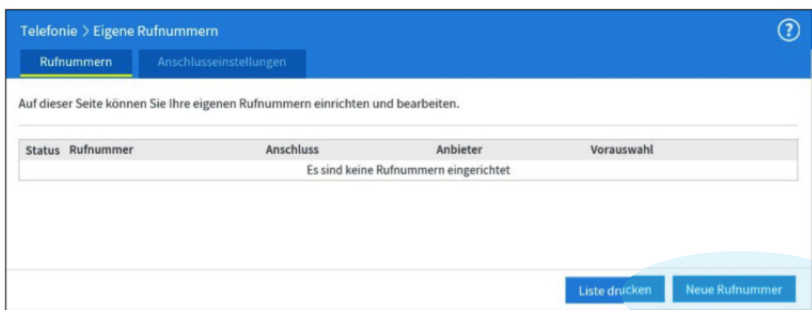 Telefonie > Eigene Rufnummern
?
Rufnummern Anschlusseinstellungen
Auf dieser Seite können Sie Ihre eigenen Rufnummern einrichten und bearbeiten.
Status Rufnummer Anschluss Anbieter Vorauswahl
Es sind keine Rufnummern eingerichtet
Liste drucken Neue Rufnummer